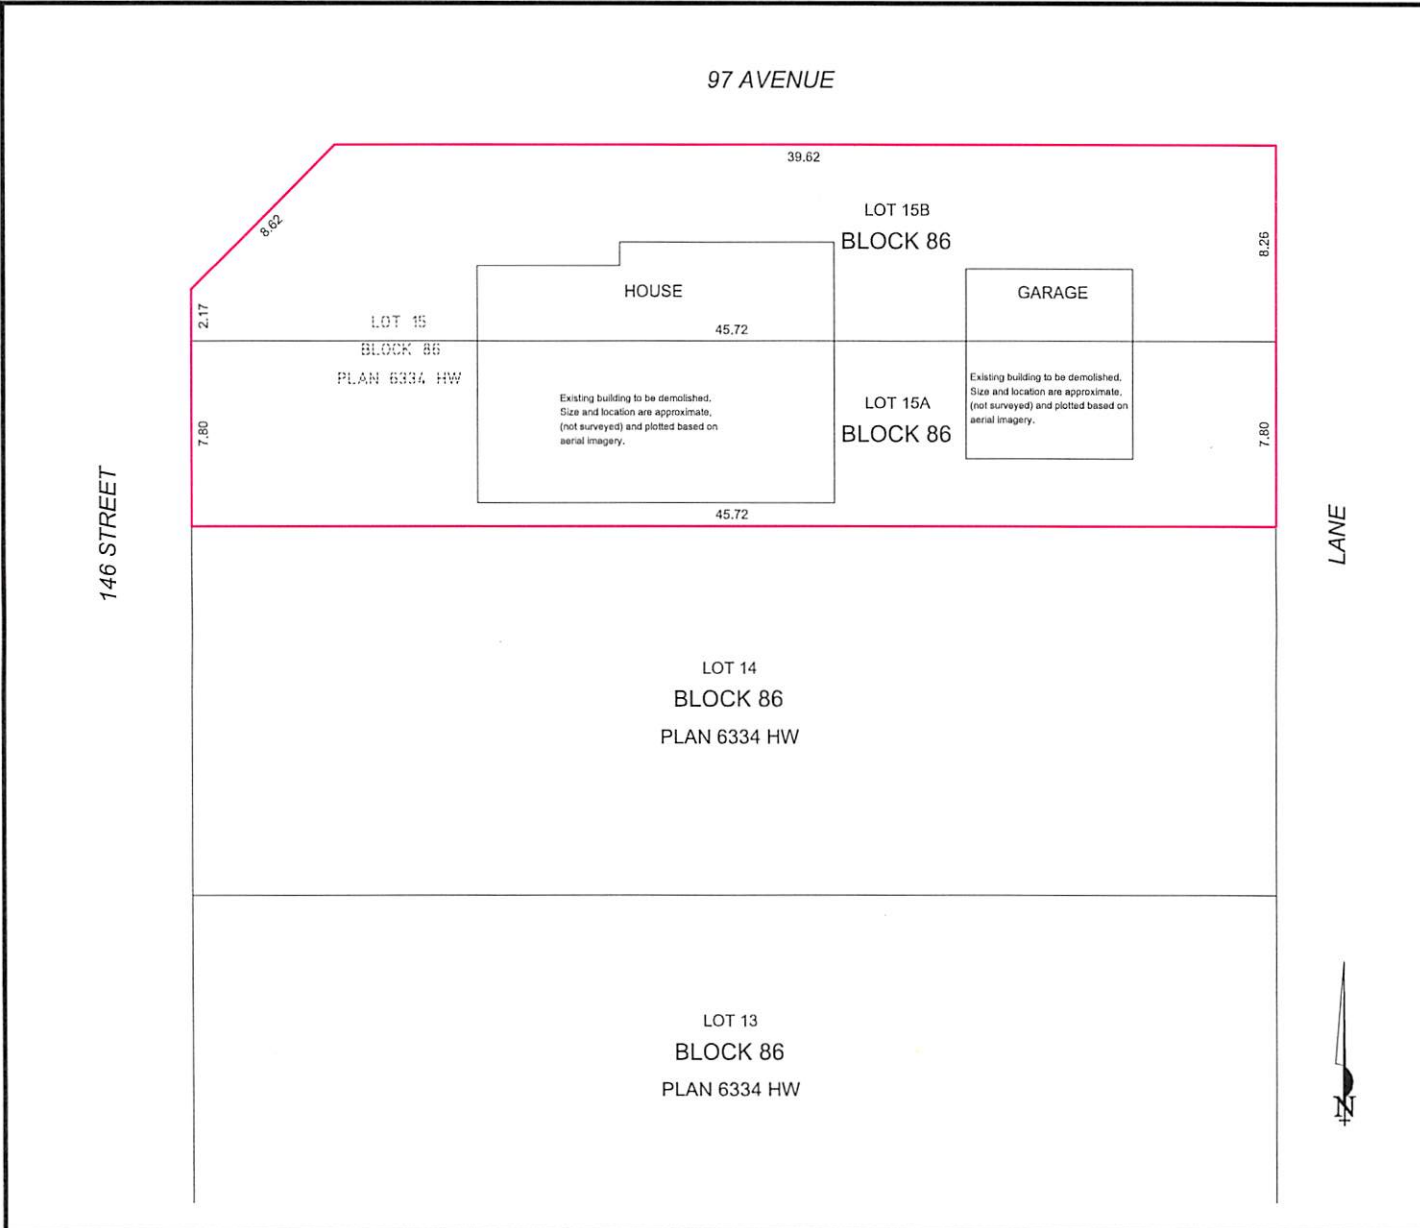 97 AVENUE
39.62
8.62
LOT 15B
BLOCK 86
8.26
HOUSE
GARAGE
2.17
LOT 15
45.72
BLOCK 86
PLAN 6334 HW
Existing building to be demolished.
Size and location are approximate,
(not surveyed) and plotted based on
aerial imagery.
LOT 15A
BLOCK 86
Existing building to be demolished.
Size and location are approximate,
(not surveyed) and plotted based on
aerial imagery.
7.80
7.80
45.72
146 STREET
LANE
LOT 14
BLOCK 86
PLAN 6334 HW
LOT 13
BLOCK 86
PLAN 6334 HW
N